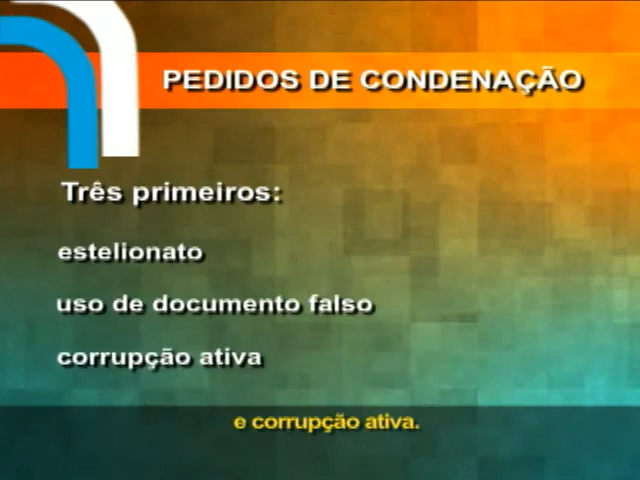 PEDIDOS DE CONDENAÇÃO
Três primeiros:
estelionato
uso de documento falso
corrupção ativa
e corrupção ativa.